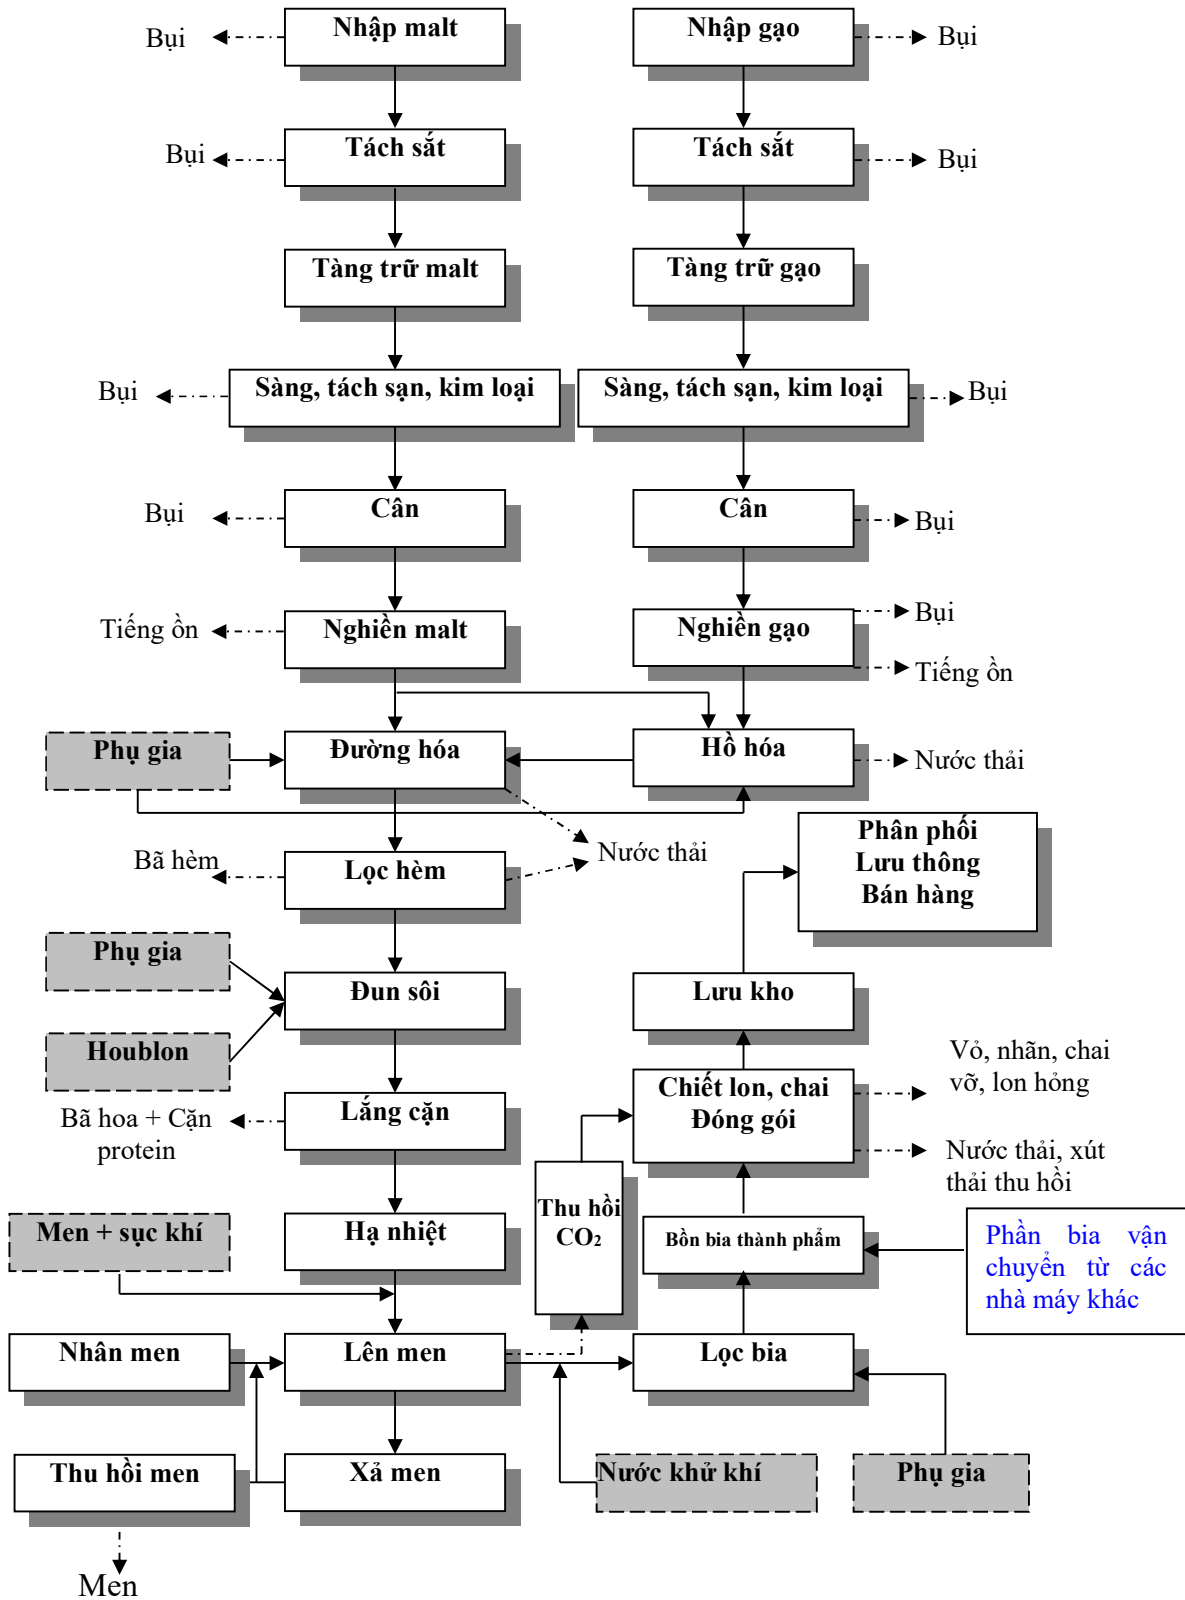 Nhập malt
Nhập gạo
Bụi
Bụi
Tách sắt
Tách sắt
Bụi
Bụi
Tàng trữ malt
Tàng trữ gạo
Sàng, tách sạn, kim loại
Sàng, tách sạn, kim loại
Bụi
Bụi
Cân
Cân
Bụi
Bụi
Nghiền malt
Nghiền gạo
Bụi
Tiếng ồn
Tiếng ồn
Phụ gia
Đường hóa
Hồ hóa
Nước thải
Nước thải
Bã hèm
Lọc hèm
Phân phối
Lưu thông
Bán hàng
Phụ gia
Đun sôi
Lưu kho
Houblon
Vỏ, nhãn, chai
vỡ, lon hỏng
Chiết lon, chai
Đóng gói
Lắng cặn
Bã hoa + Cặn
protein
Nước thải, xút
thải thu hồi
Thu hồi
CO2
Men + sục khí
Hạ nhiệt
Bồn bia thành phẩm
Phần bia vận
chuyển từ các
nhà máy khác
Nhân men
Lên men
Lọc bia
Thu hồi men
Xả men
Nước khử khí
Phụ gia
Men